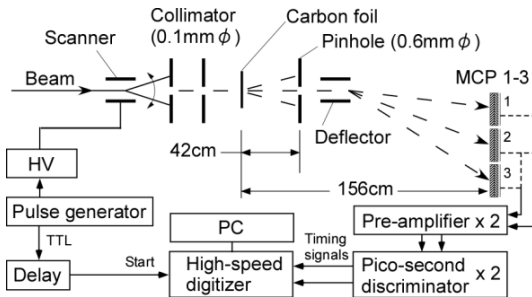 Collimator
(0.1mmφ)
Carbon foil
Scanner
Pinhole (0.6mmφ)
Beam
MCP 1-3
1
2
3
Deflector
42cm
HV
156cm
Pulse generator
PC
Pre-amplifier x 2
TTL
Start
Timing
signals
Delay
High-speed
digitizer
Pico-second
discriminator
x 2